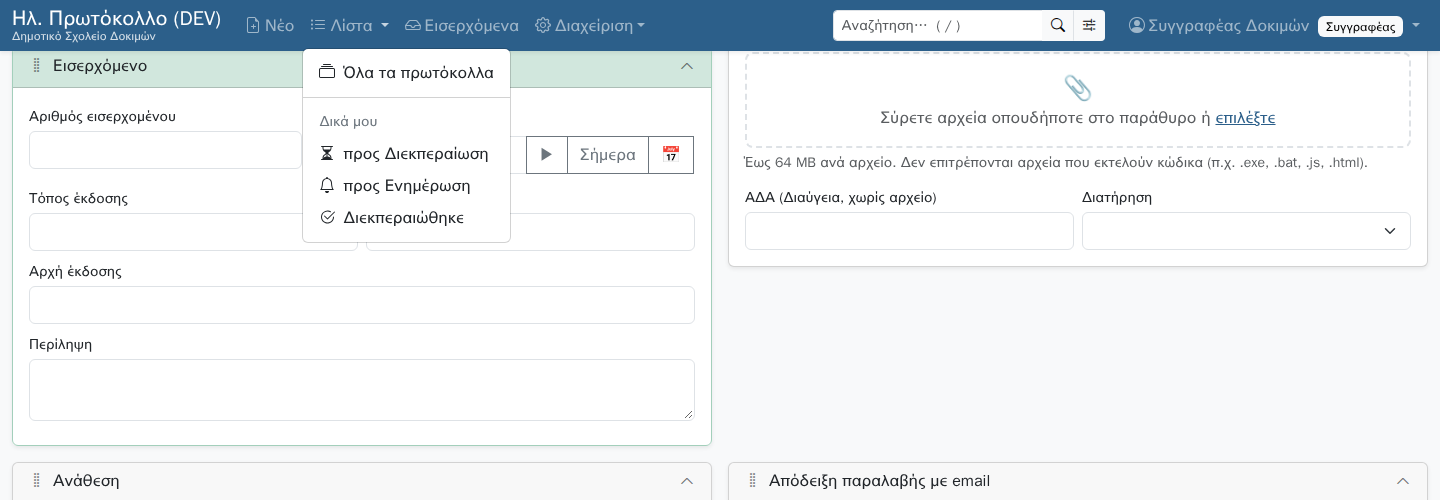 Ηλ. Πρωτόκολλο (DEV)
Δημοτικό Σχολείο Δοκιμών
Νέο
Λίστα
Εισερχόμενα
Διαχείριση
Αναζήτηση… ( / )
Συγγραφέας Δοκιμών
Συγγραφέας
Εισερχόμενο
Όλα τα πρωτόκολλα
Δικά μου
προς Διεκπεραίωση
προς Ενημέρωση
Διεκπεραιώθηκε
Αριθμός εισερχομένου
Σήμερα
Τόπος έκδοσης
Αρχή έκδοσης
Περίληψη
Σύρετε αρχεία οπουδήποτε στο παράθυρο ή επιλέξτε
Έως 64 MB ανά αρχείο. Δεν επιτρέπονται αρχεία που εκτελούν κώδικα (π.χ. .exe, .bat, .js, .html).
ΑΔΑ (Διαύγεια, χωρίς αρχείο)
Διατήρηση
Ανάθεση
Απόδειξη παραλαβής με email